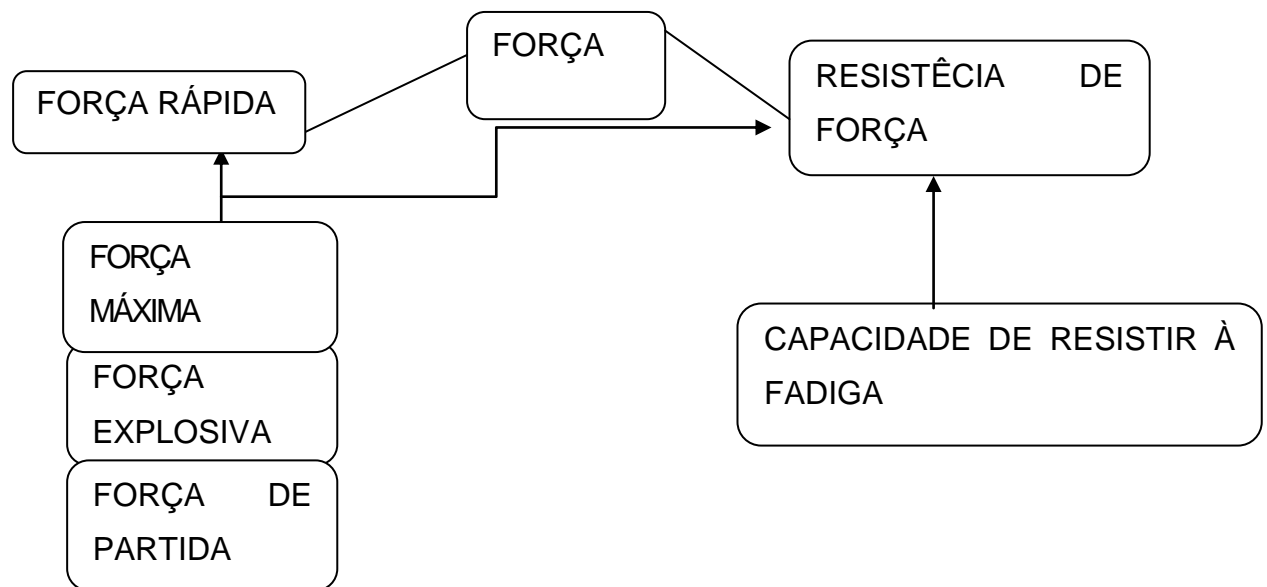 FORÇA
FORÇA RÁPIDA
RESISTÊCIA DE
FORÇA
FORÇA
MÁXIMA
FORÇA
EXPLOSIVA
FORÇA DE
PARTIDA
CAPACIDADE DE RESISTIR À
FADIGA